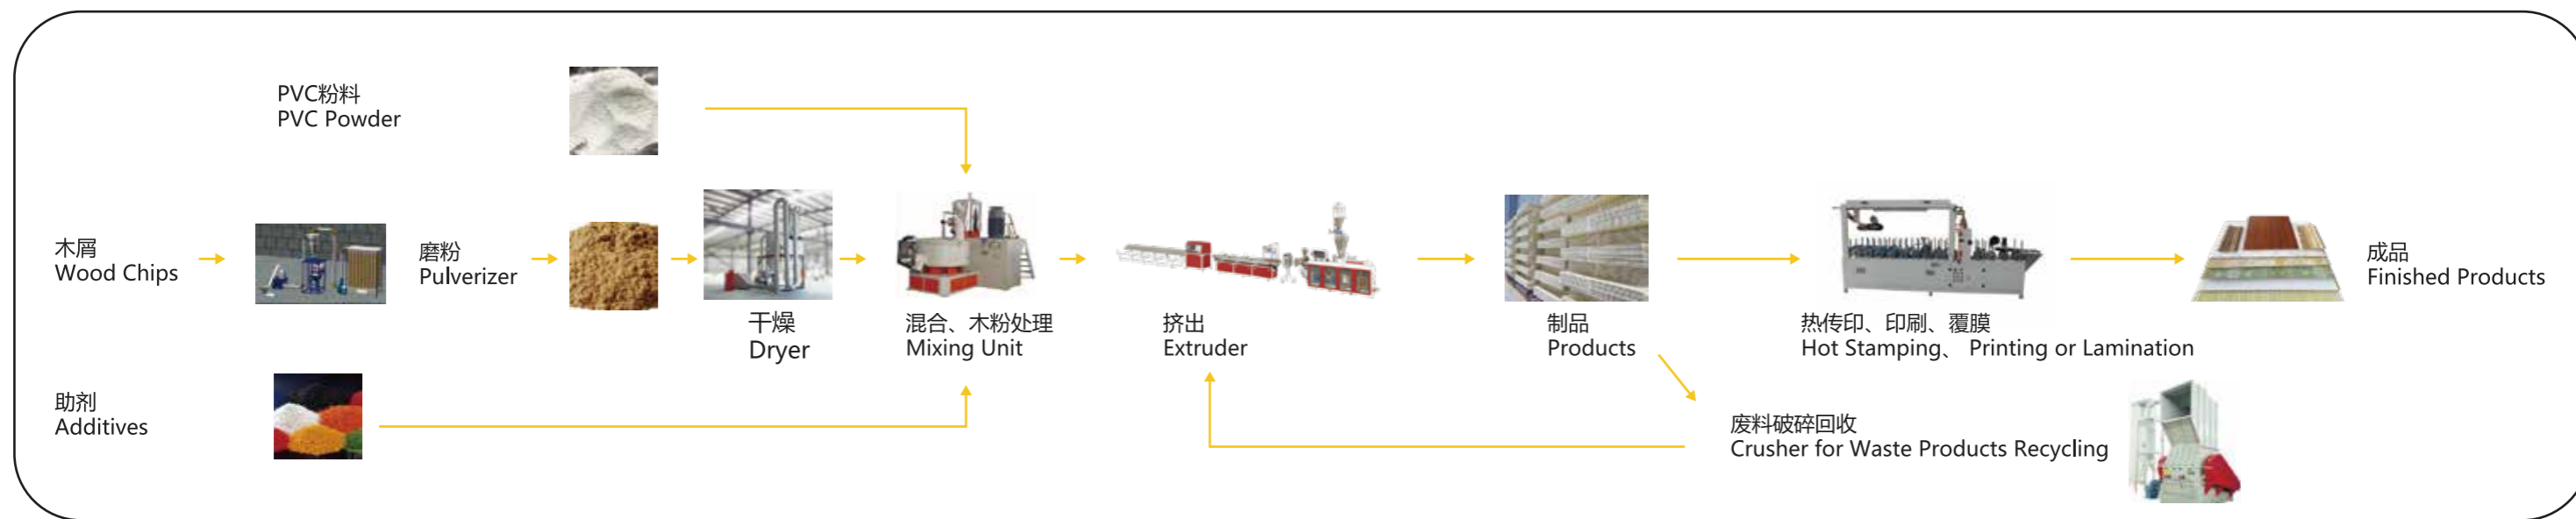 PVC粉料
PVC Powder
木屑
Wood Chips
磨粉
Pulverizer
干燥
Dryer
混合、木粉处理
Mixing Unit
挤出
Extruder
制品
Products
热传印、印刷、覆膜
Hot Stamping、 Printing or Lamination
成品
Finished Products
助剂
Additives
废料破碎回收
Crusher for Waste Products Recycling